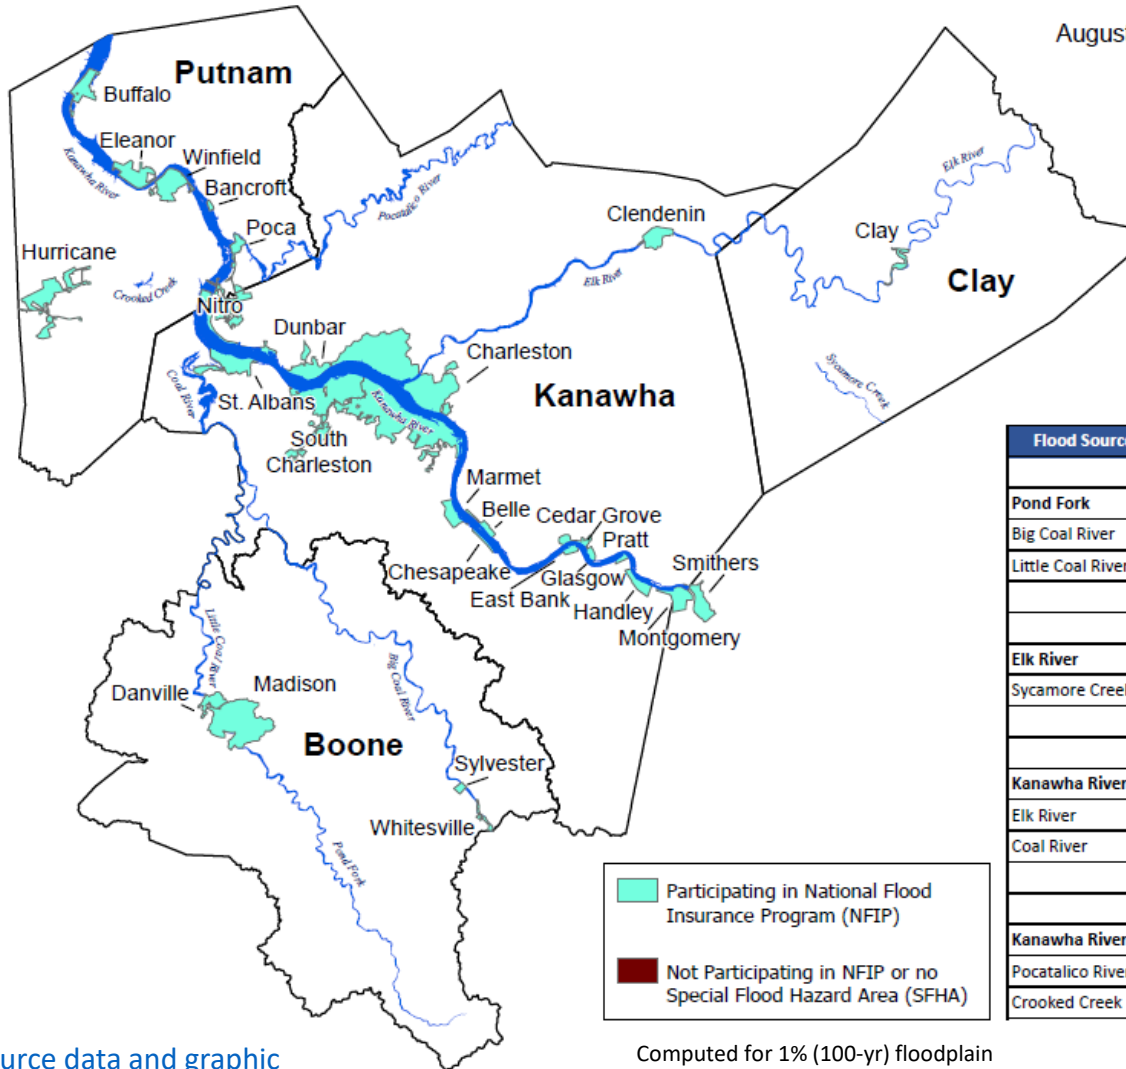 August
Putnam
Buffalo
Eleanor
Winfield
Kanawha River
Bancroft
Pocatalico River
Poca
Clendenin
Elk River
Clay
Clay
Hurricane
Crooked Creek
Elk River
Nitro
Dunbar
Charleston
Kanawha
Sycamore Creek
Coal River
St. Albans
Kanawha River
South
Charleston
Marmet
Belle
Cedar Grove
Pratt
Chesapeake
Glasgow
Smithers
East Bank
Handley
Montgomery
Little Coal River
Big Coal River
Danville
Madison
Boone
Sylvester
Whitesville
Pond Fork
Flood Source
Pond Fork
Big Coal River
Little Coal River
Elk River
Sycamore Creek
Kanawha River
Elk River
Coal River
Kanawha River
Pocatalico River
Crooked Creek
Participating in National Flood
Insurance Program (NFIP)
Not Participating in NFIP or no
Special Flood Hazard Area (SFHA)
Computed for 1% (100-yr) floodplain
urce data and graphic